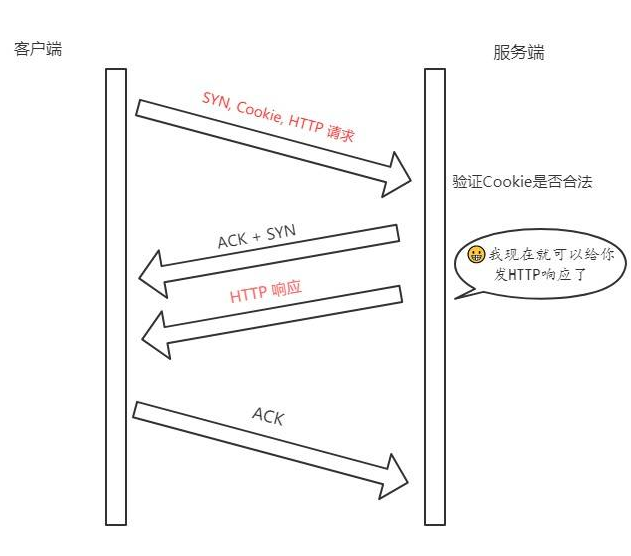 客户端
服务端
SYN, Cookie, HTTP 请求
验证Cookie是否合法
ACK + SYN
我现在就可以给你
发HTTP响应了
HTTP 响应
ACK